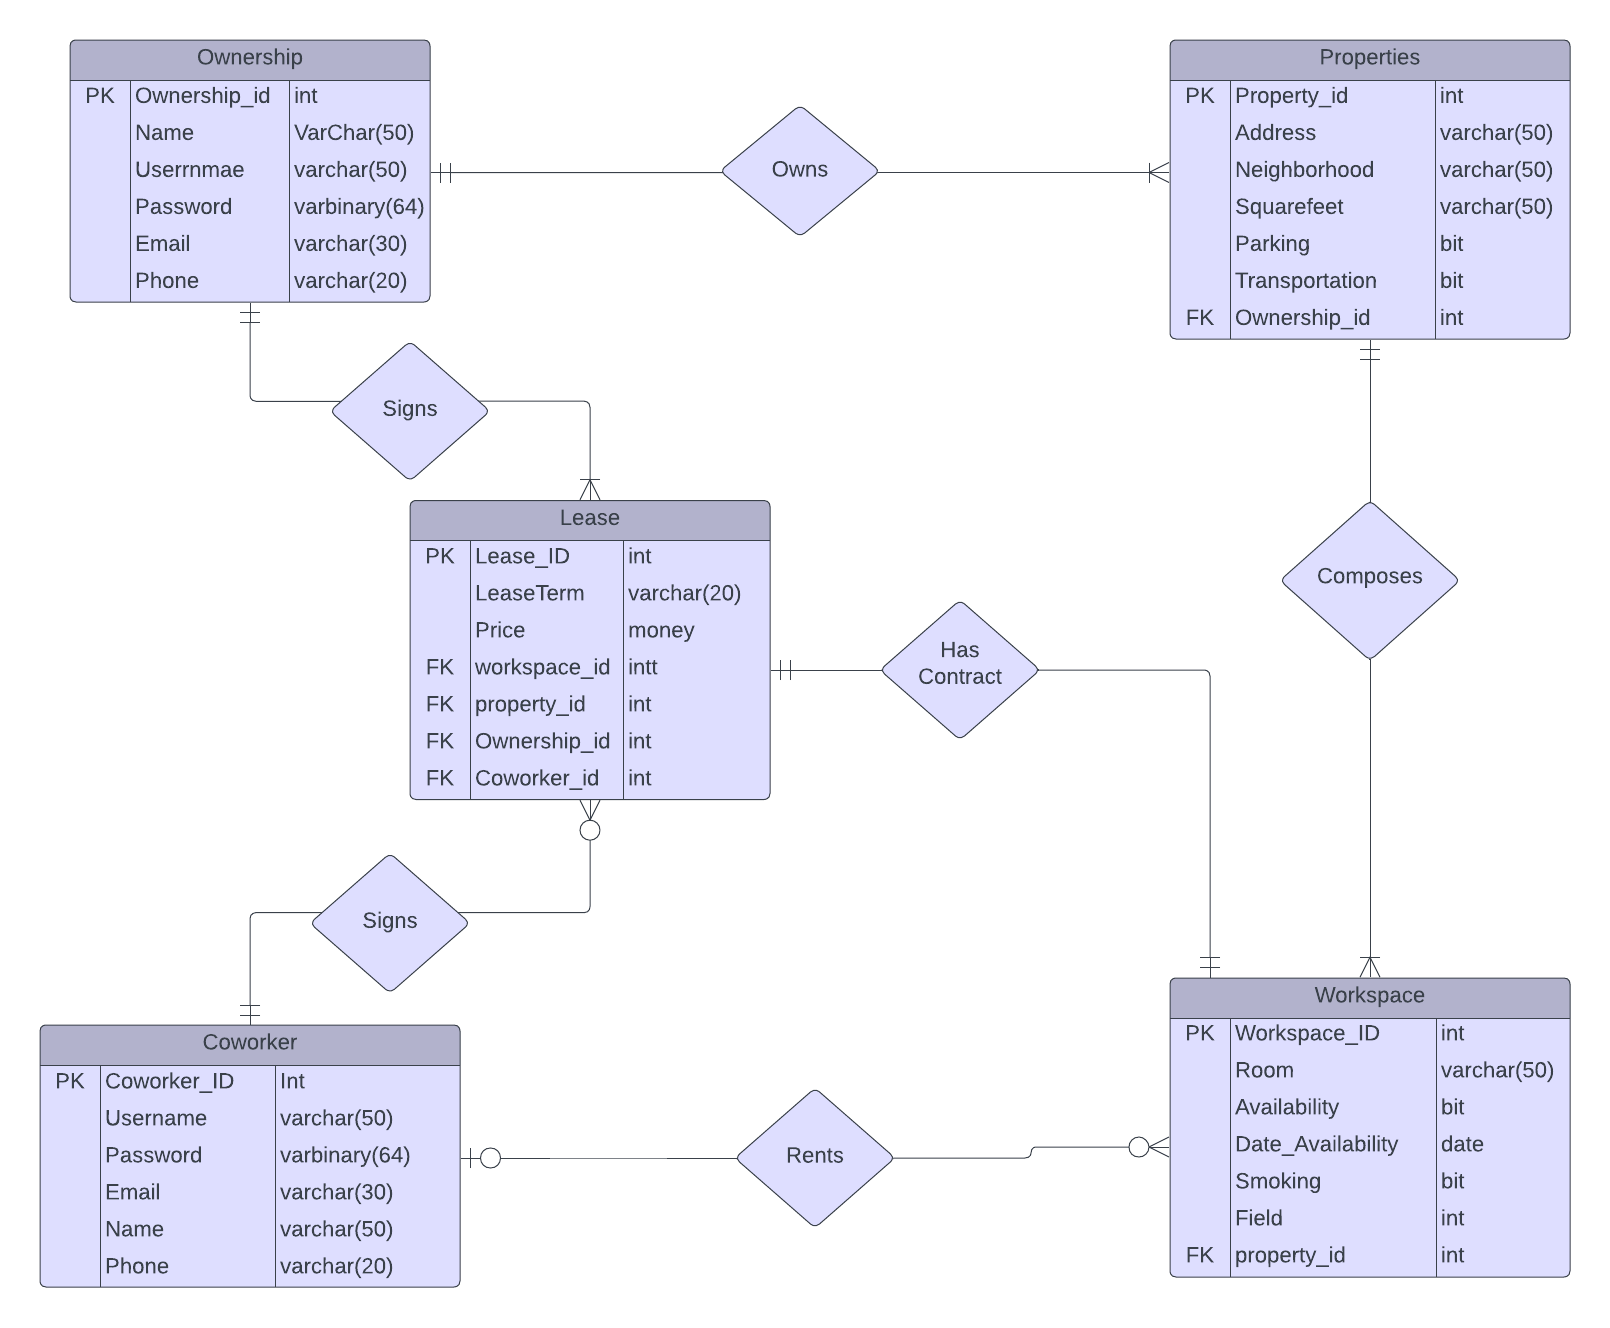 Ownership
PK Ownership_id int
Name VarChar(50)
Userrnmae varchar(50)
Password varbinary(64)
Email varchar(30)
Phone varchar(20)
Owns
Properties
PK Property_id int
Address varchar(50)
Neighborhood varchar(50)
Squarefeet varchar(50)
Parking bit
Transportation bit
FK Ownership_id int
Signs
Lease
PK Lease_ID int
LeaseTerm varchar(20)
Price money
FK workspace_id intt
FK property_id int
FK Ownership_id int
FK Coworker_id int
Has
Contract
Composes
Signs
Coworker
PK Coworker_ID Int
Username varchar(50)
Password varbinary(64)
Email varchar(30)
Name varchar(50)
Phone varchar(20)
Rents
Workspace
PK Workspace_ID int
Room varchar(50)
Availability bit
Date_Availability date
Smoking bit
Field int
FK property_id int